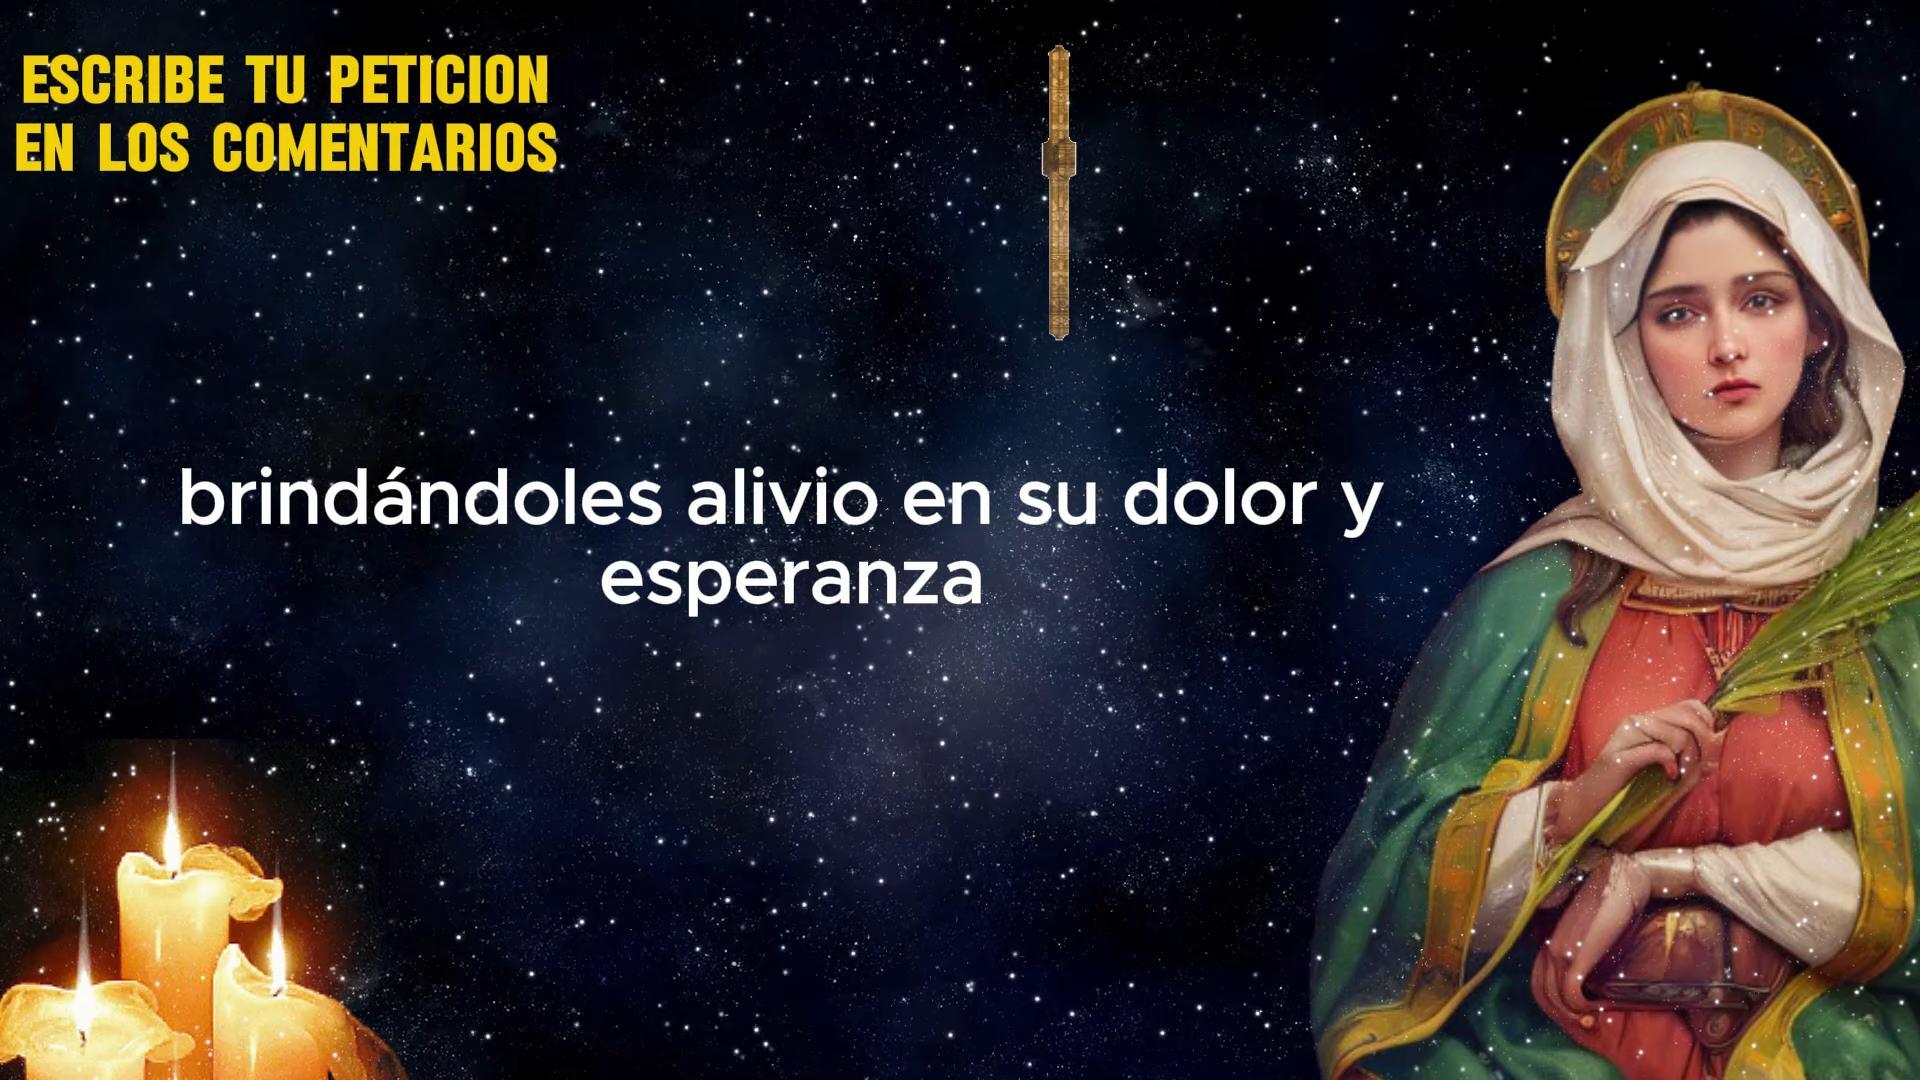 ESCRIBE TU PETICION
EN LOS COMENTARIOS
brindándoles alivio en su dolor y
esperanza